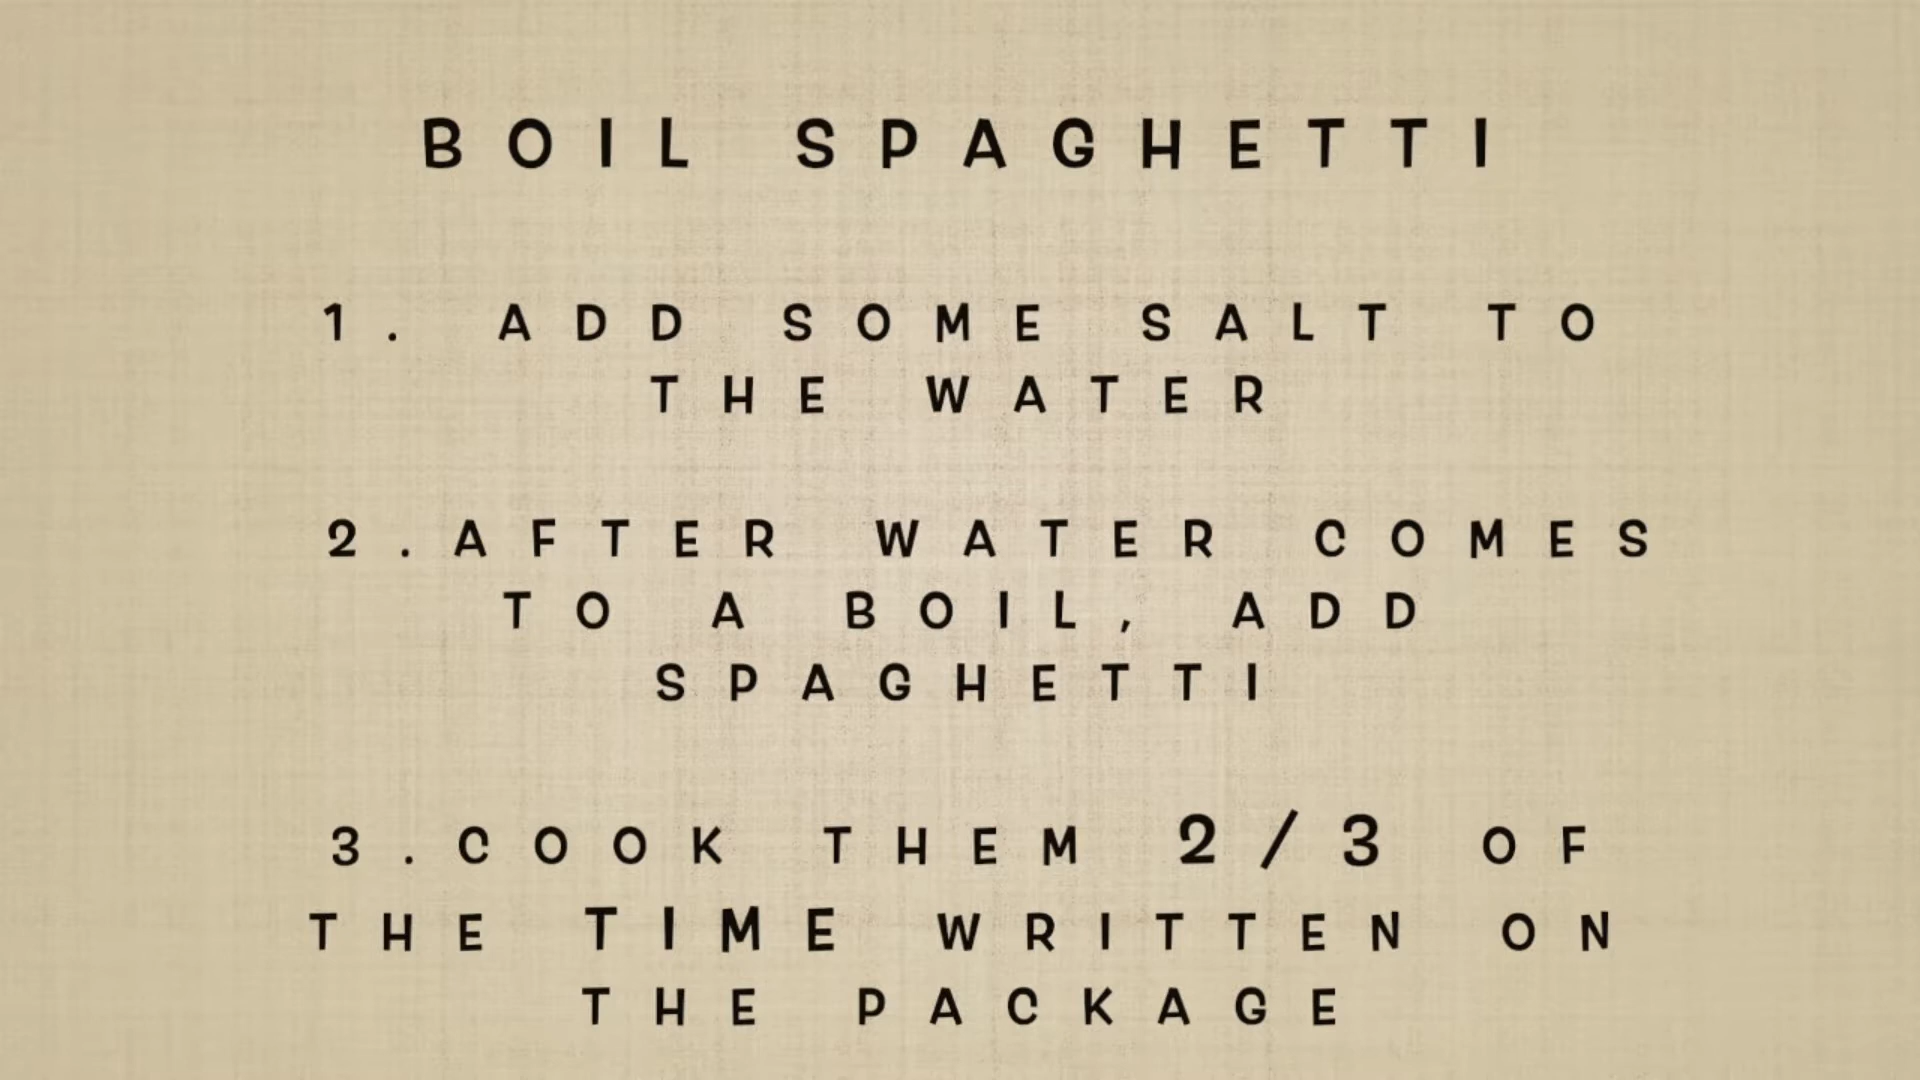 BOIL SPAGHETTI
1. ADD SOME SALT TO
THE WATER
2.AFTER WATER COMES
TO A BOIL, ADD
SPAGHETTI
3.COOK THEM 2/3 OF
THE TIME WRITTEN ON
THE PACKAGE